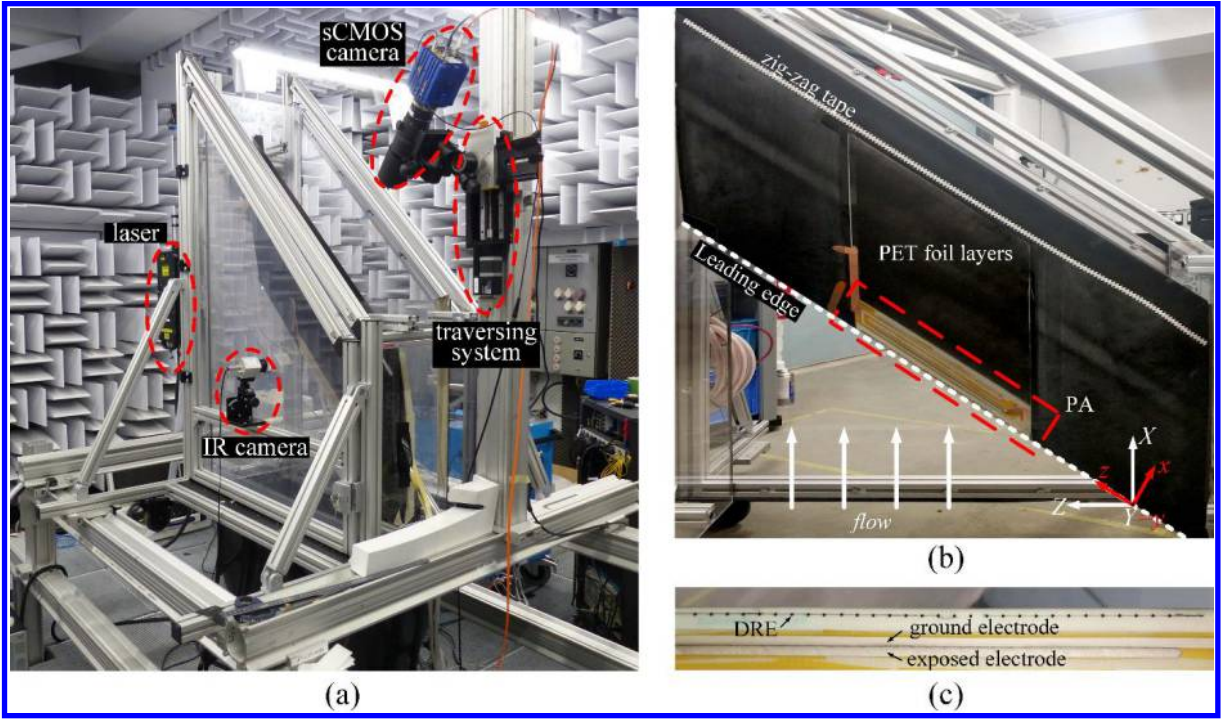 sCMOS
camera
laser
traversing
system
IR camera
(a)
zig-zag tape
PET foil layers
Leading edge
PA
X
x
z
Z
Y
flow
(b)
DRE
ground electrode
exposed electrode
(c)